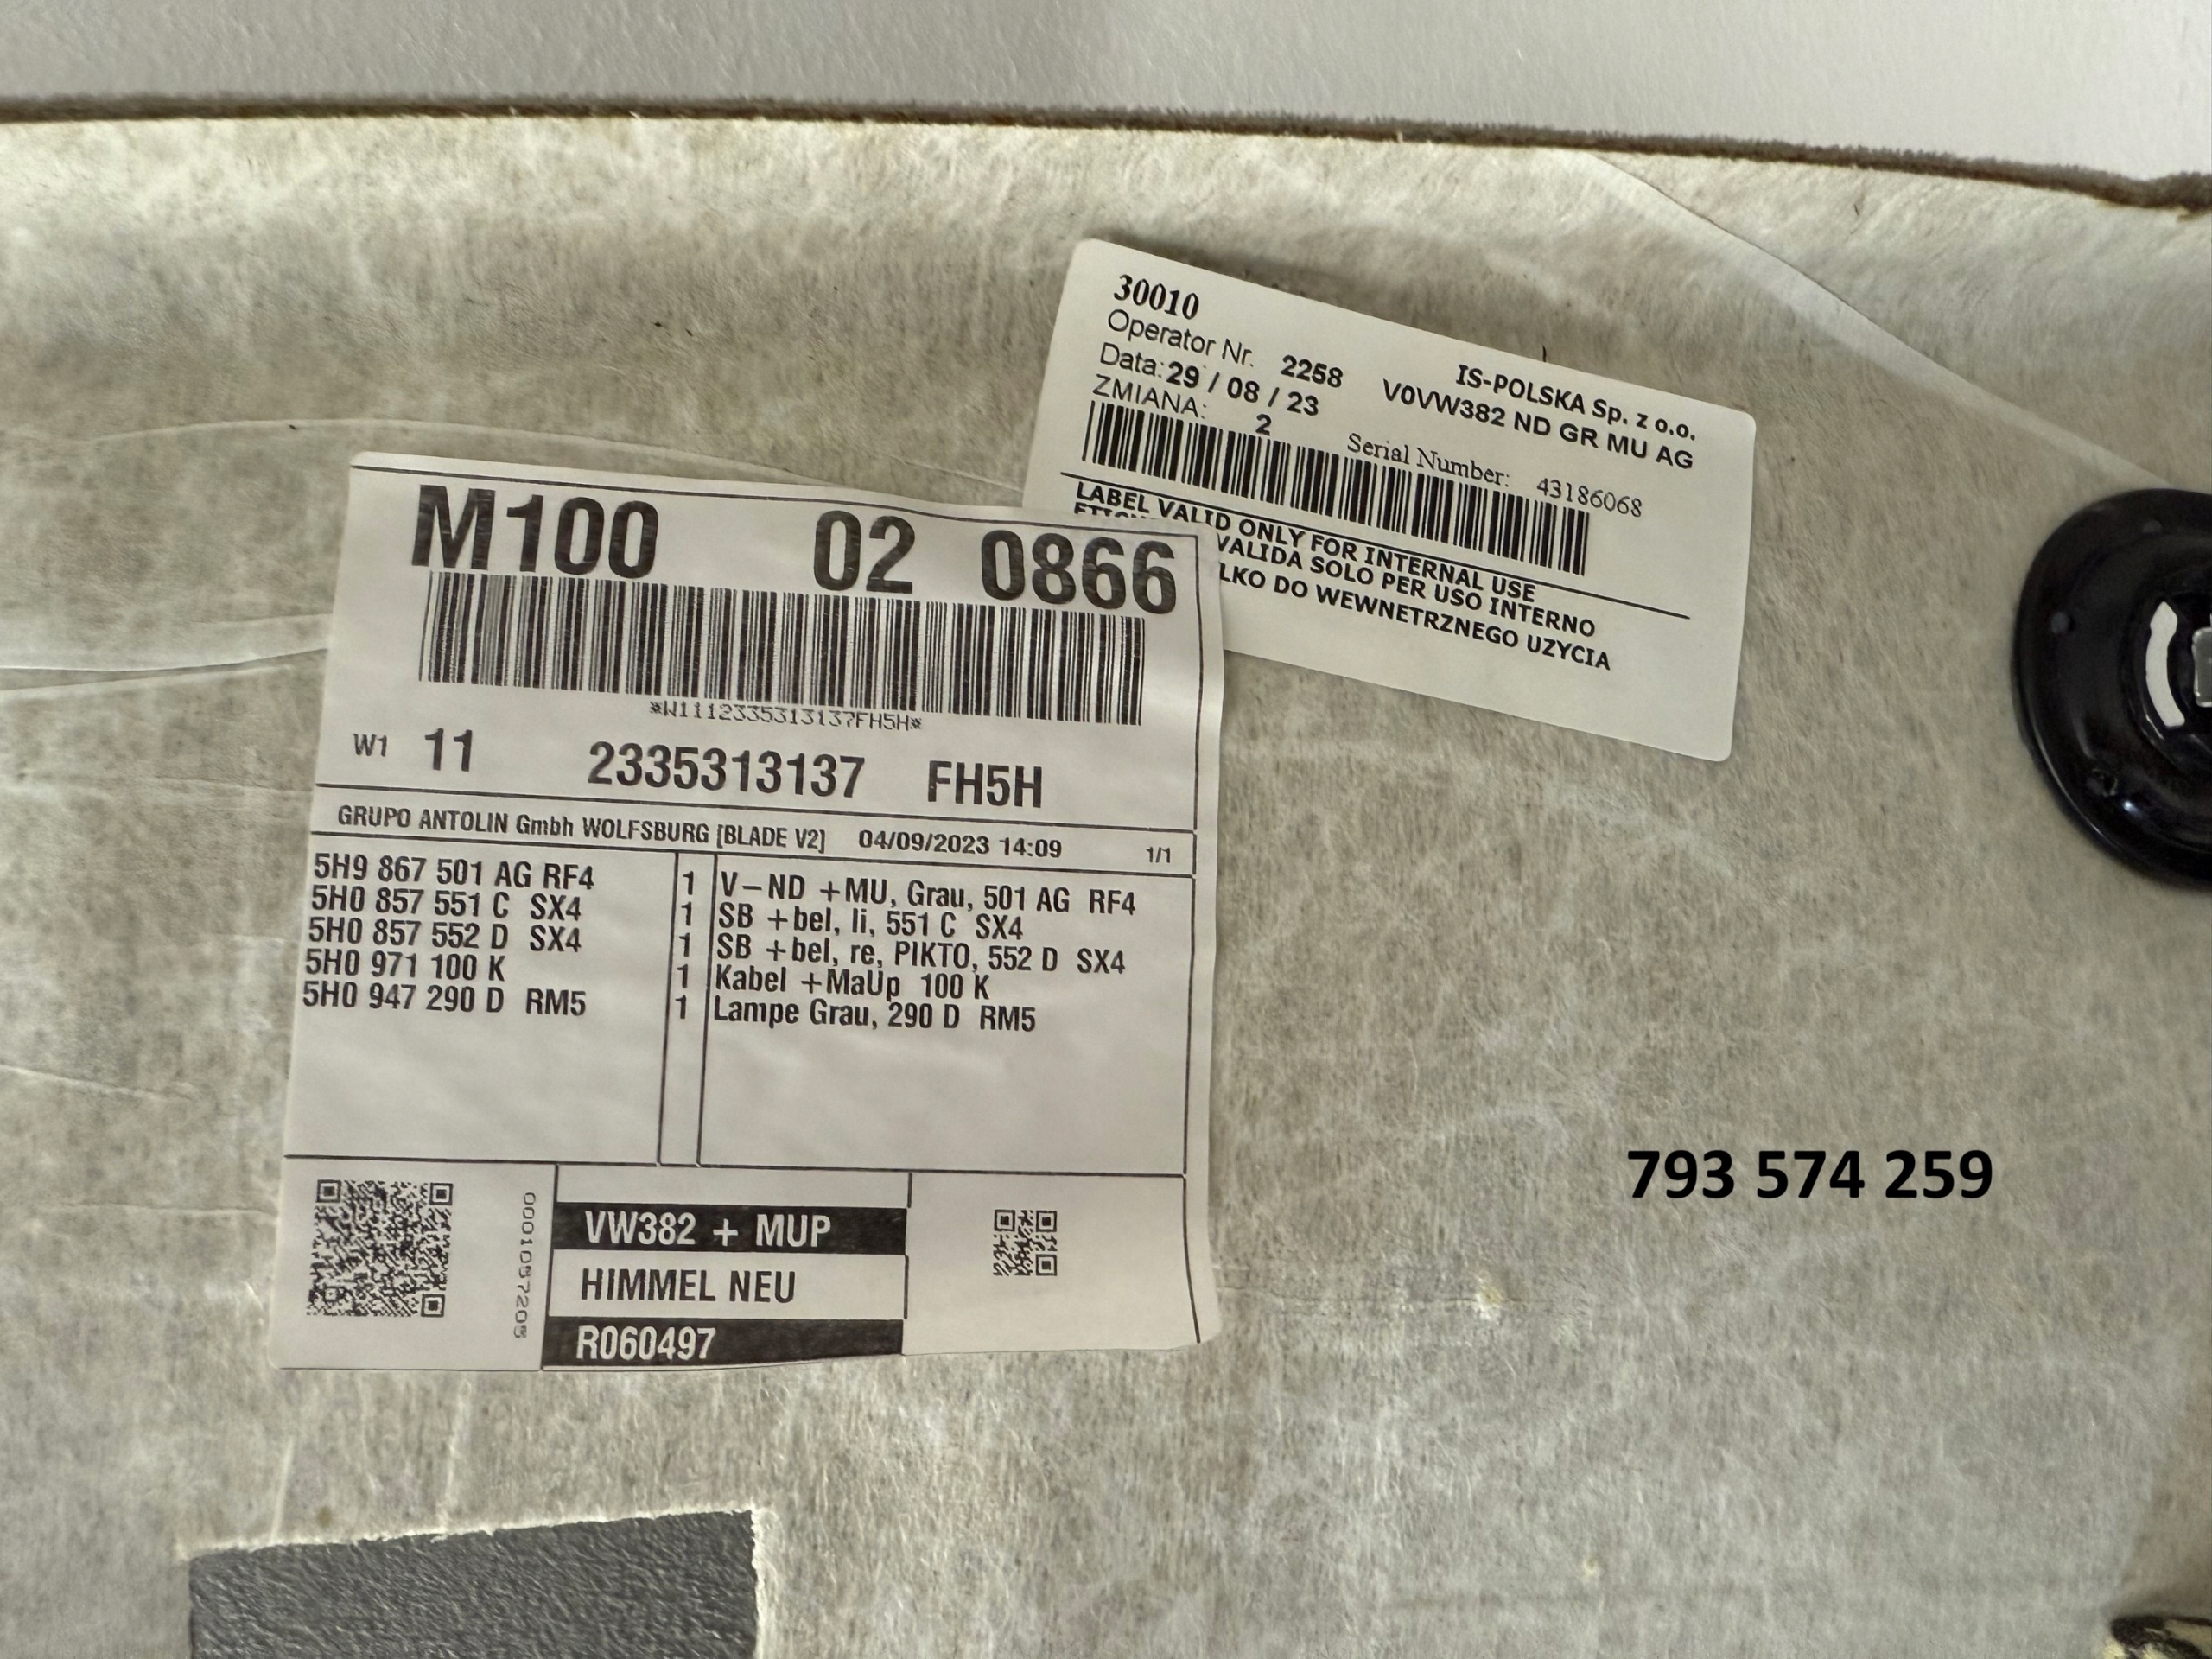 30010
Operator Nr. 2258
Data: 29 / 08 / 23
ZMIANA: 2
IS-POLSKA Sp. z o.o.
V0VW382 ND GR MU AG
Serial Number: 43186068
LABEL VALID ONLY FOR INTERNAL USE
VALIDA SOLO PER USO INTERNO
DO WEWNETRZNEGO UZYCIA
M100 02 0866
*W1112335313137FH5H*
W1 11 2335313137 FH5H
GRUPO ANTOLIN Gmbh WOLFSBURG [BLADE V2] 04/09/2023 14:09 1/1
5H9 867 501 AG RF4 1 V-ND +MU, Grau, 501 AG RF4
5H0 857 551 C SX4 1 SB +bel, li, 551 C SX4
5H0 857 552 D SX4 1 SB +bel, re, PIKTO, 552 D SX4
5H0 971 100 K 1 Kabel +MaUp 100 K
5H0 947 290 D RM5 1 Lampe Grau, 290 D RM5
0001057205
VW382 + MUP
HIMMEL NEU
R060497
793 574 259